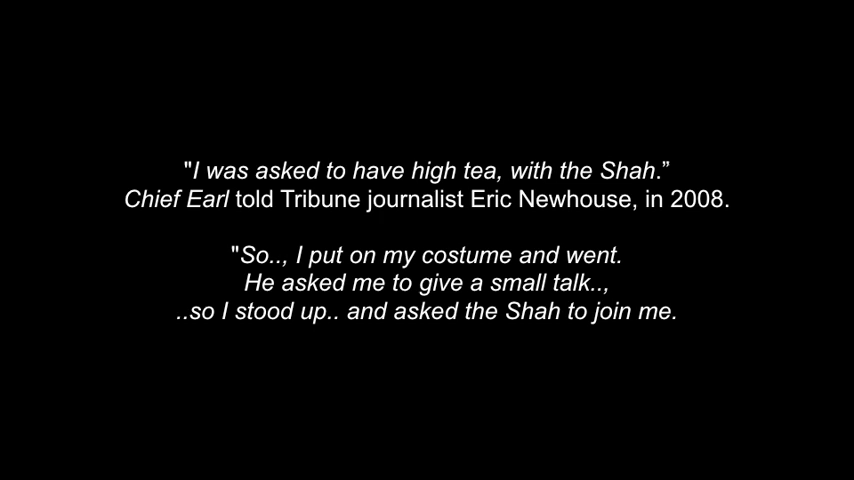 "I was asked to have high tea, with the Shah.”
Chief Earl told Tribune journalist Eric Newhouse, in 2008.
"So.., I put on my costume and went.
He asked me to give a small talk..,
..so I stood up.. and asked the Shah to join me.